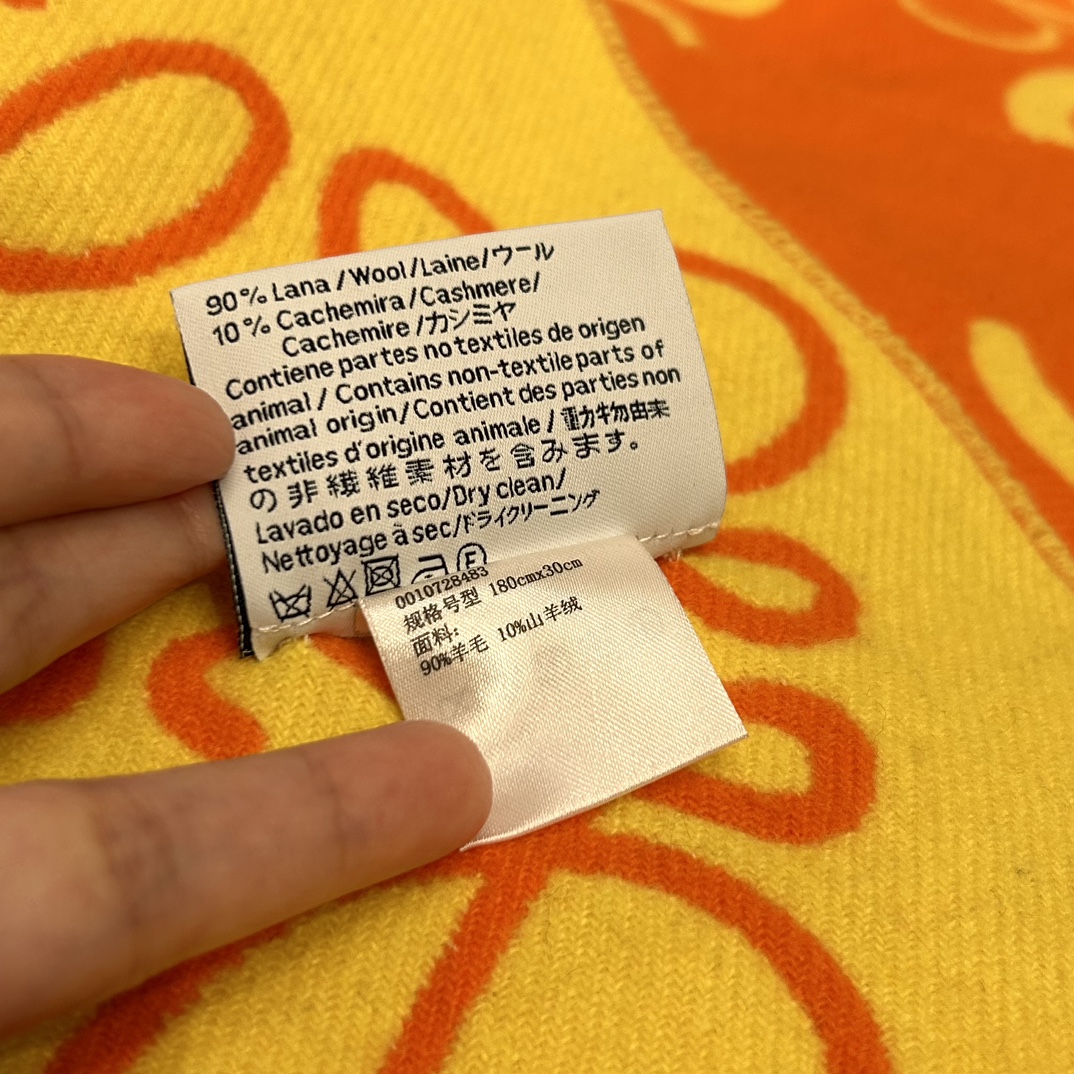 90% Lana/Wool/Laine/ウール
10% Cachemira/Cashmere/
Cachemire/カシミヤ
Contiene partes no textiles de origen
animal/Contains non-textile parts of
animal origin/Contient des parties non
textiles d'origine animale/動物由来
の非繊維素材を含みます。
Lavado en seco/Dry clean/
Nettoyage à sec/ドライクリーニング
F
0010728483
规格号型 180cmx30cm
面料:
90%羊毛 10%山羊绒